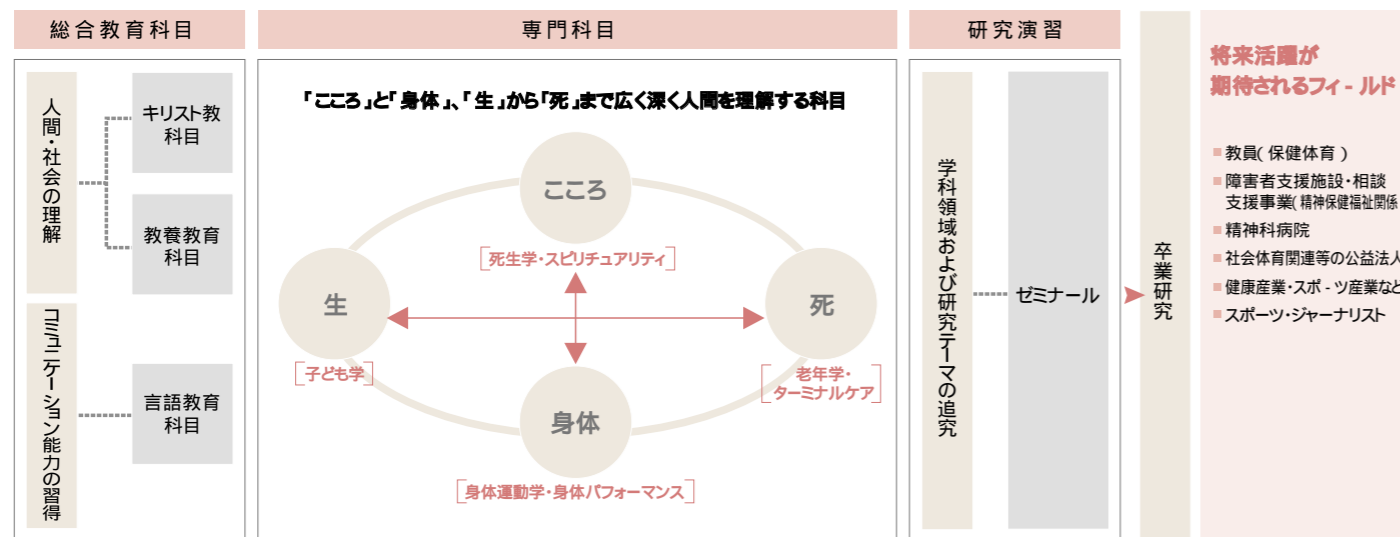 総合教育科目
人間・社会の理解
キリスト教
科目
教養教育
科目
コミュニケーション能力の習得
言語教育
科目
専門科目
「こころ」と「身体」、「生」から「死」まで広く深く人間を理解する科目
こころ
[死生学・スピリチュアリティ]
生
[子ども学]
死
[老年学・
ターミナルケア]
身体
[身体運動学・身体パフォーマンス]
研究演習
学科領域および研究テーマの追究
ゼミナール
卒業研究
将来活躍が
期待されるフィ-ルド
■教員(保健体育)
■障害者支援施設・相談
支援事業(精神保健福祉関係
■精神科病院
■社会体育関連等の公益法人
■健康産業・スポ-ツ産業など
■スポーツ・ジャーナリスト